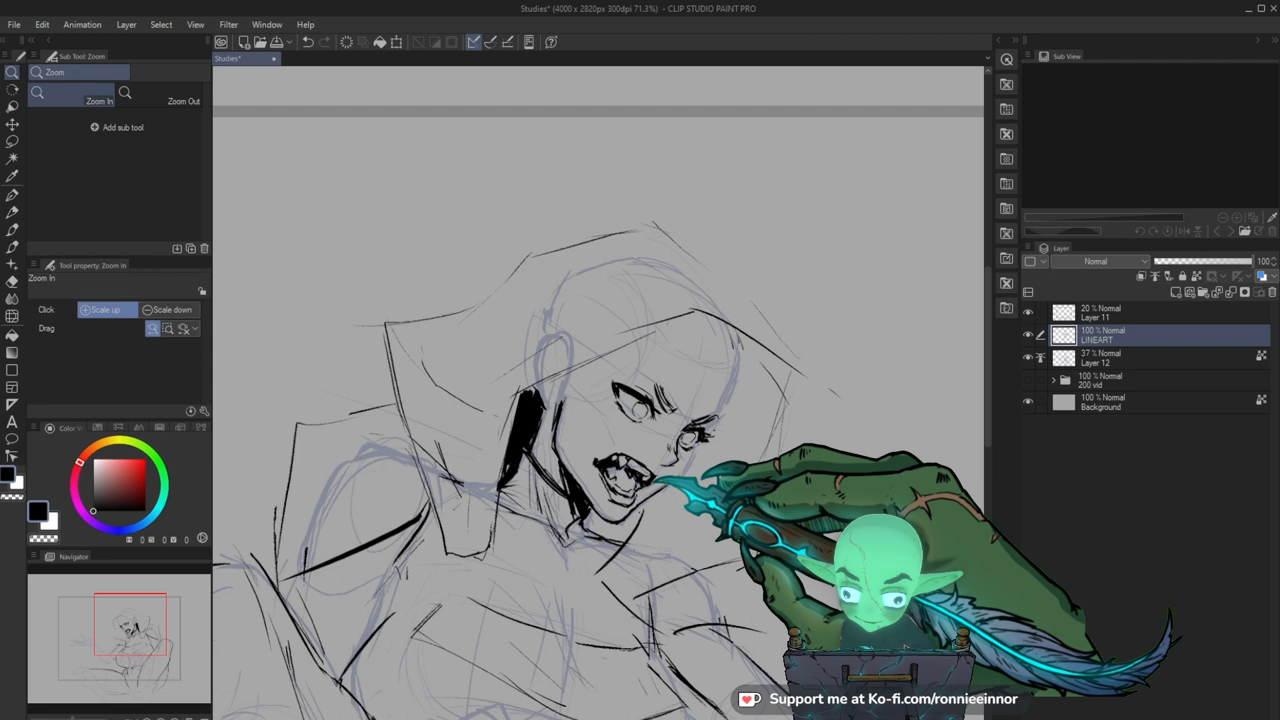 Studies* (4000 x 2820px 300dpi 71.3%) - CLIP STUDIO PAINT PRO
File Edit Animation Layer Select View Filter Window Help
Sub Tool: Zoom
Studies*
Sub View
Zoom
Zoom In
Zoom Out
Add sub tool
Tool property: Zoom in
Zoom In
Click Scale up Scale down
Drag
Layer
Normal 100
20 % Normal
Layer 11
100 % Normal
LINEART
37 % Normal
Layer 12
100 % Normal
200 vid
100 % Normal
Background
Navigator
Support me at Ko-fi.com/ronnieeinnor